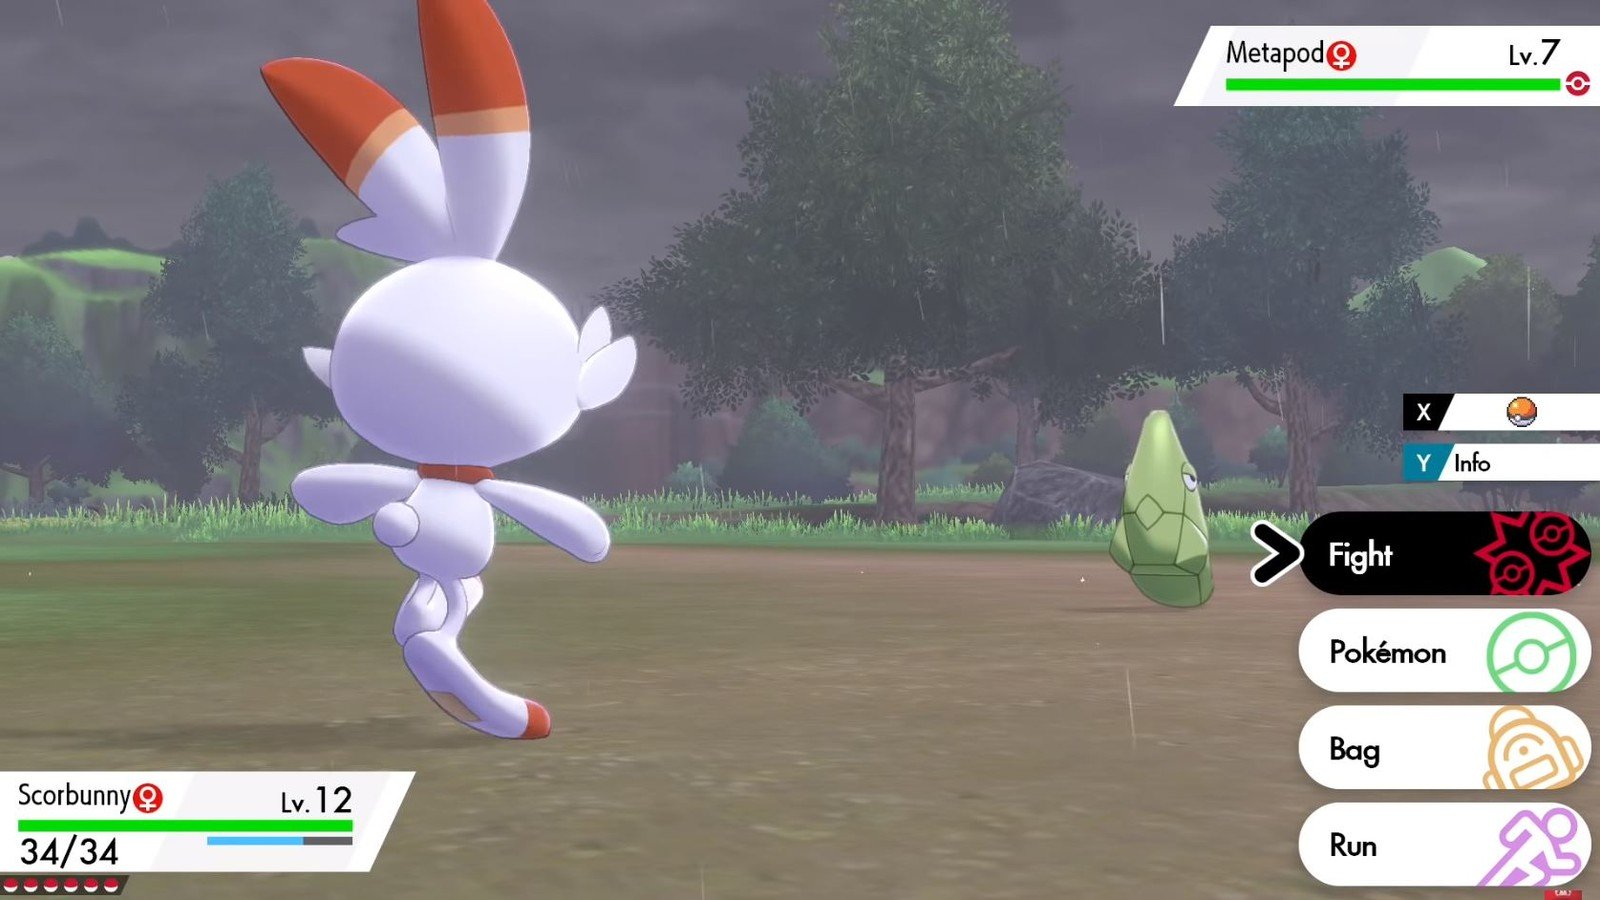 Metapod♀ Lv.7
X
Y Info
Fight
Pokémon
Bag
Run
Scorbunny♀ Lv.12
34/34